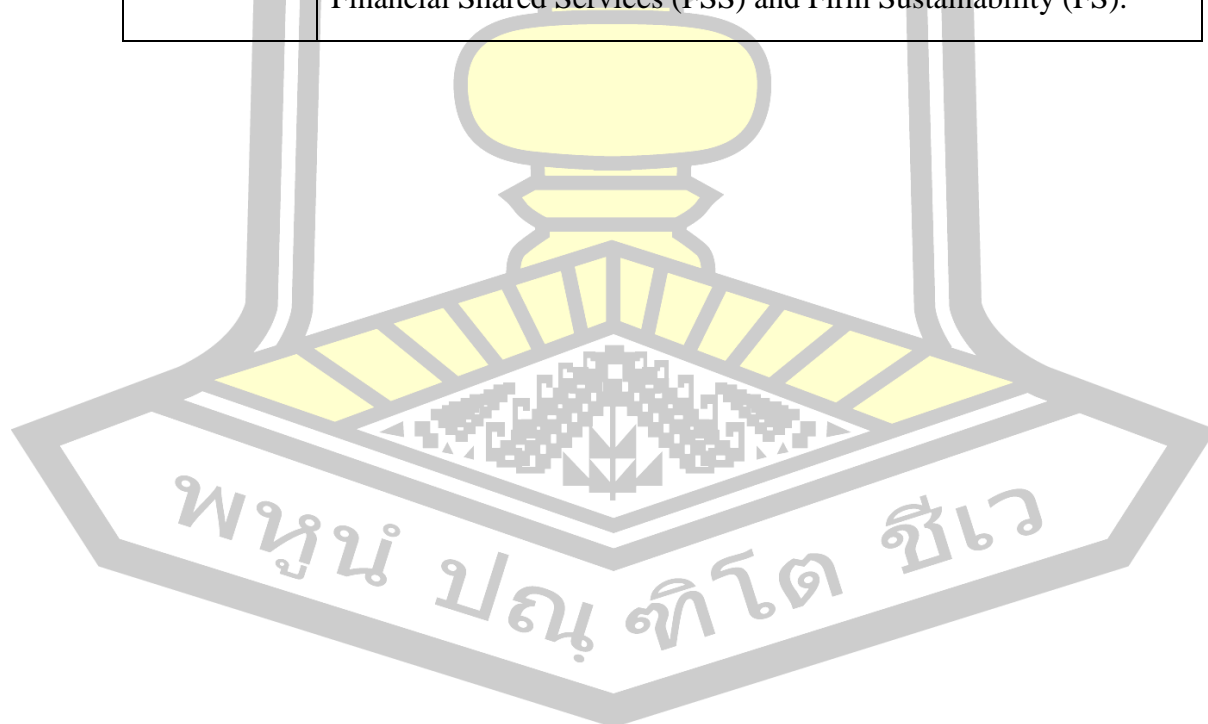 Financial Shared Services (FSS) and Firm Sustainability (FS).
พหูนํ ปณฺฑิโต ชีเว